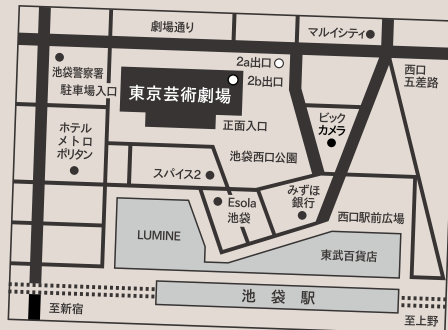 劇場通り
マルイシティ
2a出口
池袋警察署
西口
五差路
駐車場入口
2b出口
東京芸術劇場
ビック
カメラ
ホテル
メトロ
ポリタン
正面入口
池袋西口公園
スパイス2
みずほ
銀行
Esola
池袋
西口駅前広場
LUMINE
東武百貨店
池袋駅
至新宿
至上野